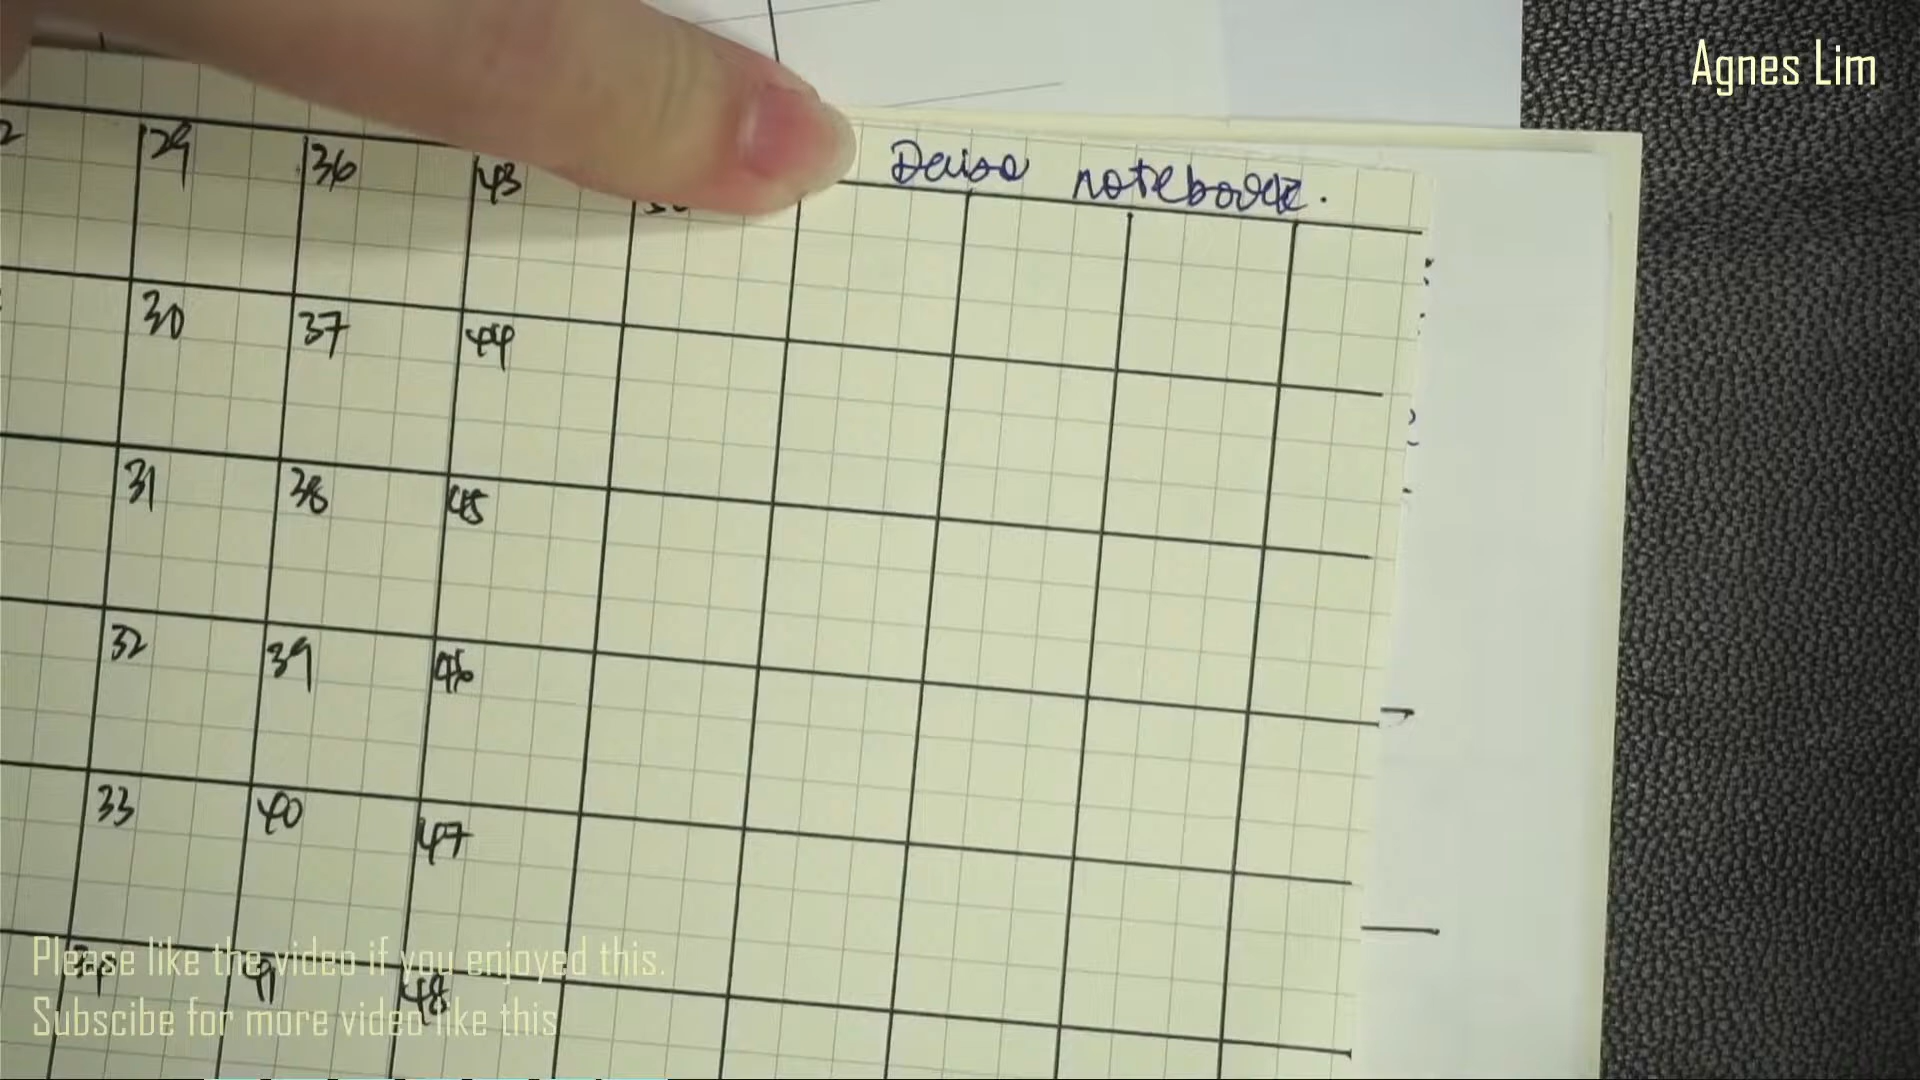 Agnes Lim
Daiso notebook.
29 36 43
30 37 44
31 38 45
32 39 46
33 40 47
34 41 48
Please like the video if you enjoyed this.
Subscibe for more video like this